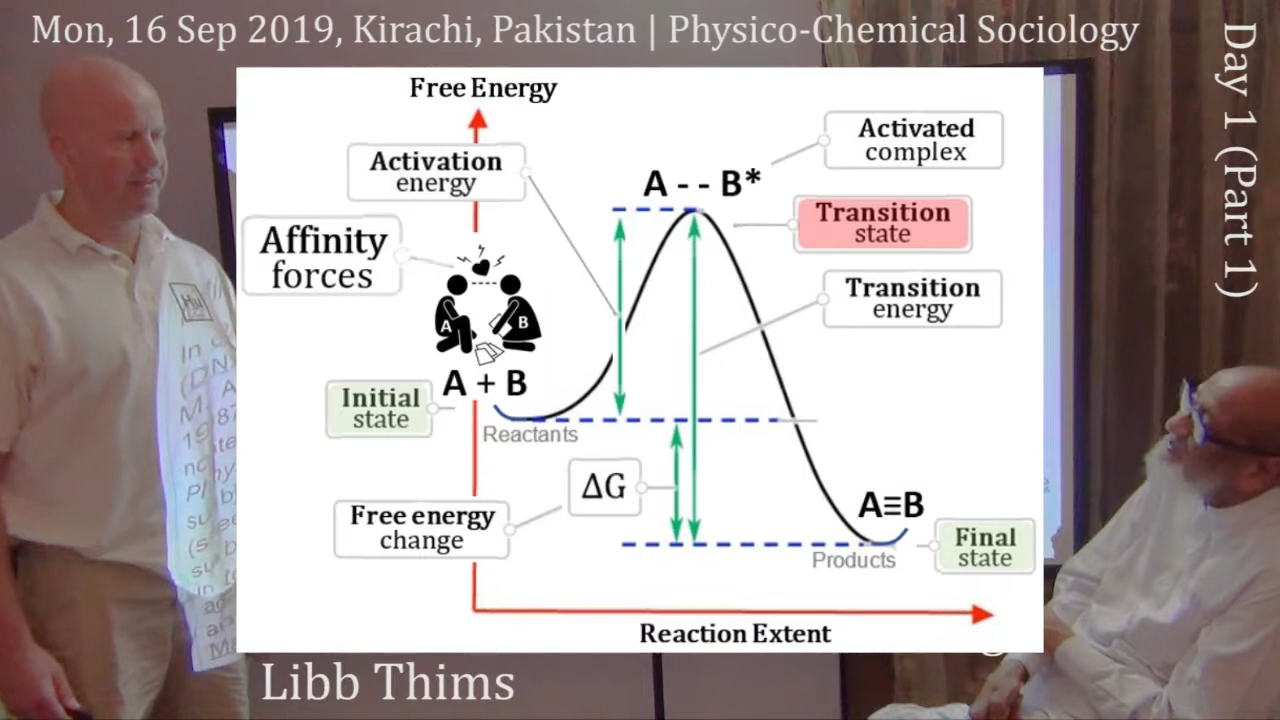 Mon, 16 Sep 2019, Kirachi, Pakistan | Physico-Chemical Sociology
Day 1 (Part 1)
Free Energy
Activation
energy
Activated
complex
A - - B*
Transition
state
Affinity
forces
A
B
Transition
energy
A + B
Initial
state
Reactants
ΔG
Free energy
change
A≡B
Final
state
Products
Reaction Extent
Libb Thims